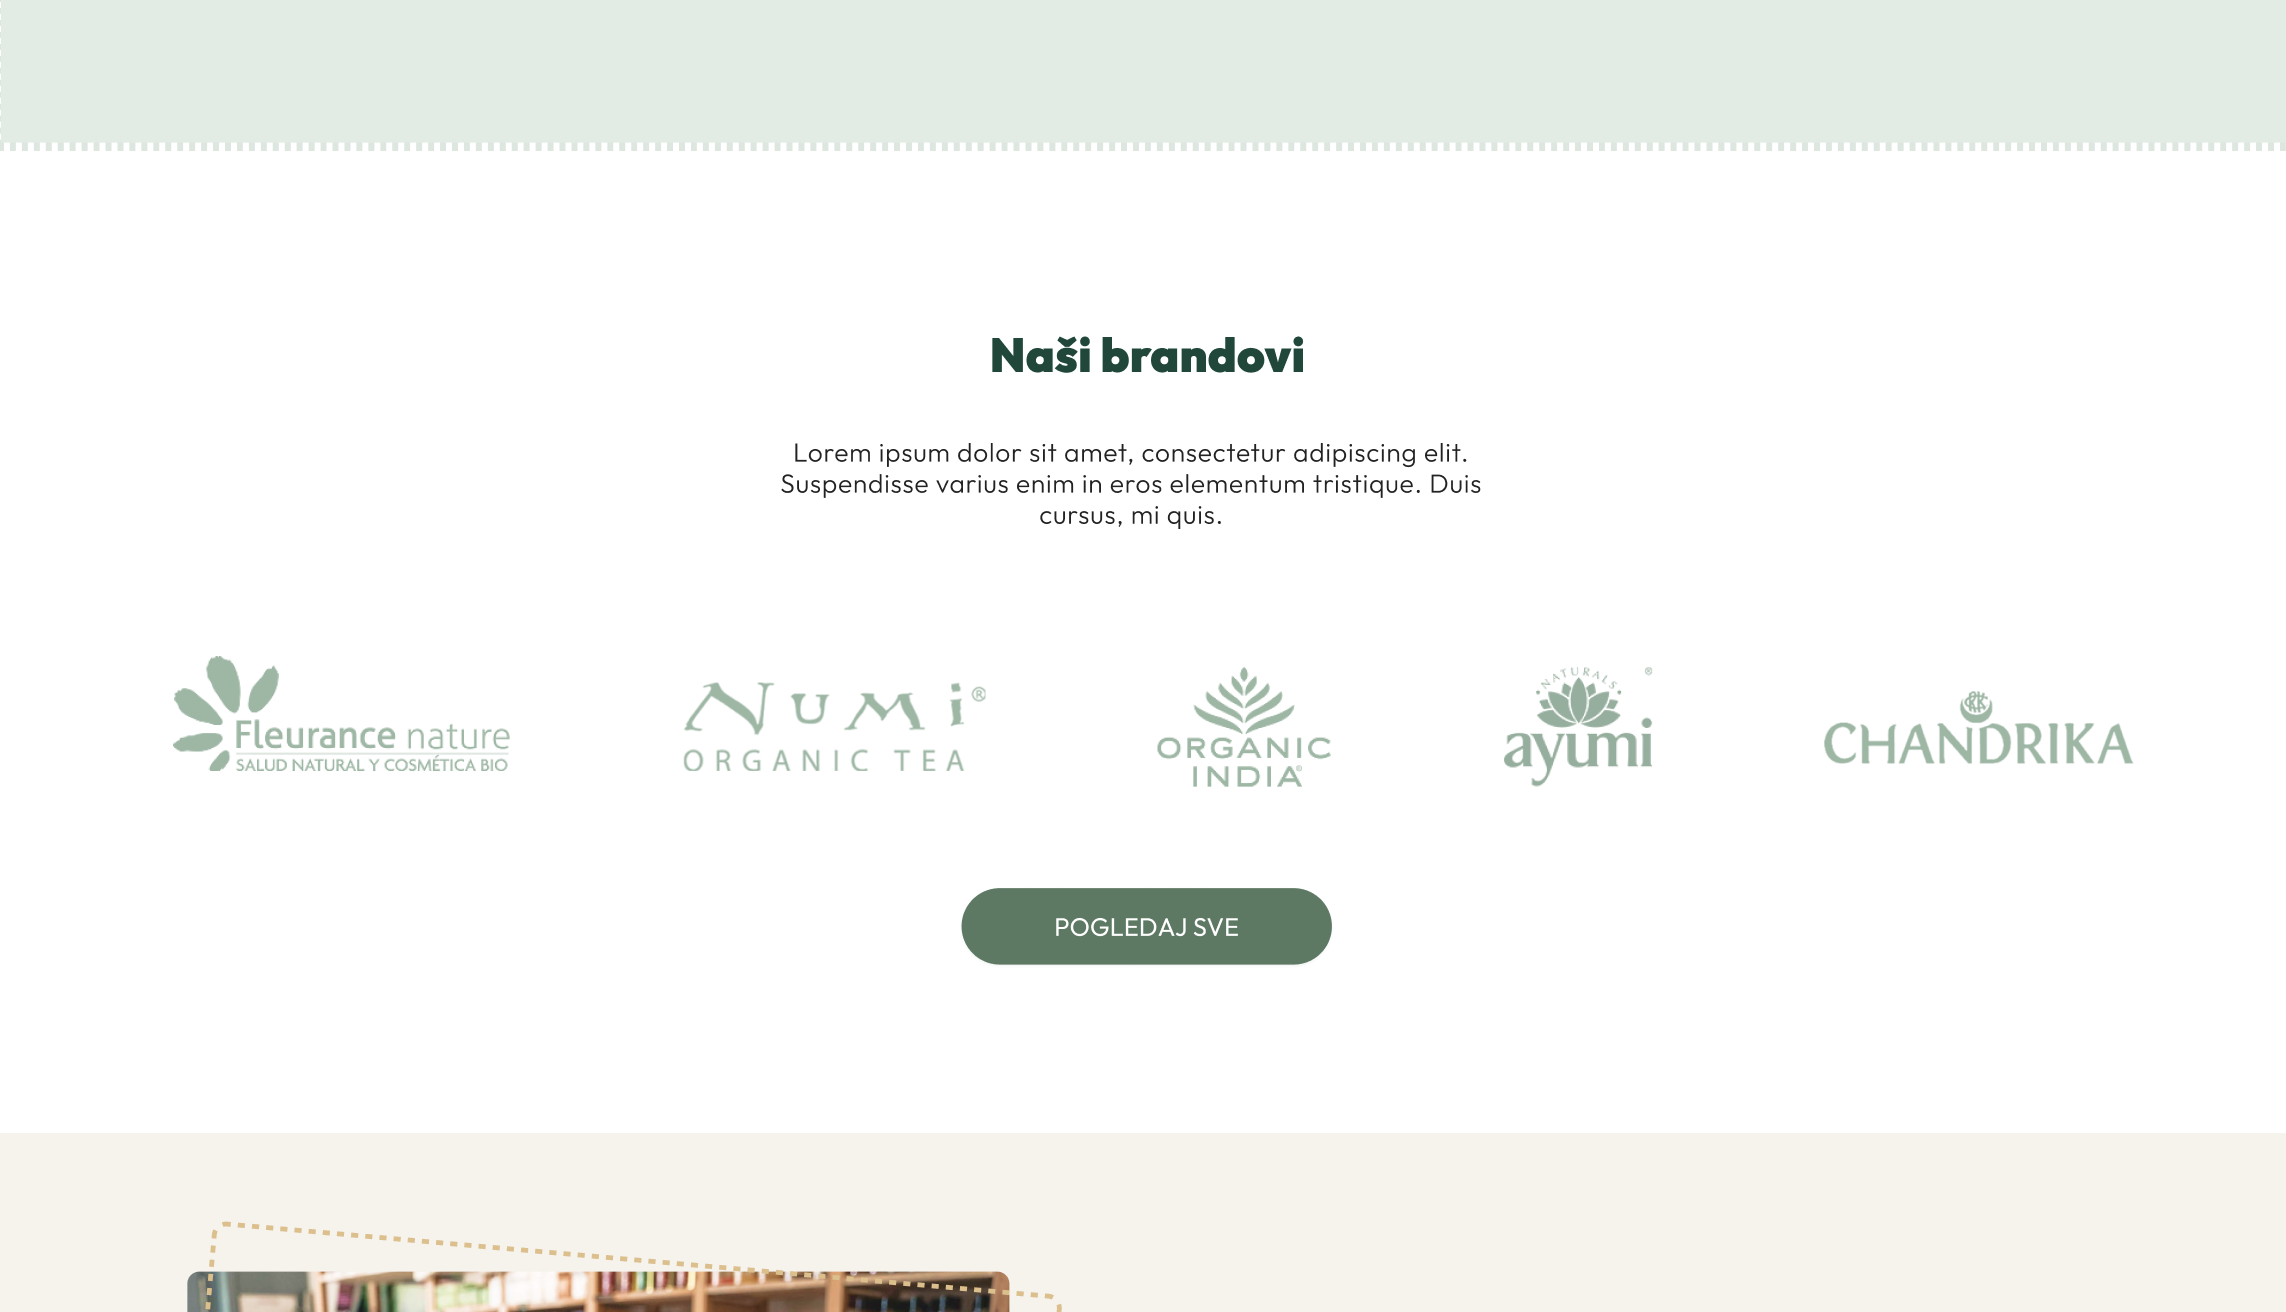 Naši brandovi
Lorem ipsum dolor sit amet, consectetur adipiscing elit.
Suspendisse varius enim in eros elementum tristique. Duis
cursus, mi quis.
Fleurance nature
SALUD NATURAL Y COSMÉTICA BIO
NUMi®
ORGANIC TEA
ORGANIC
INDIA®
NATURALS ®
ayumi
CHANDRIKA
POGLEDAJ SVE